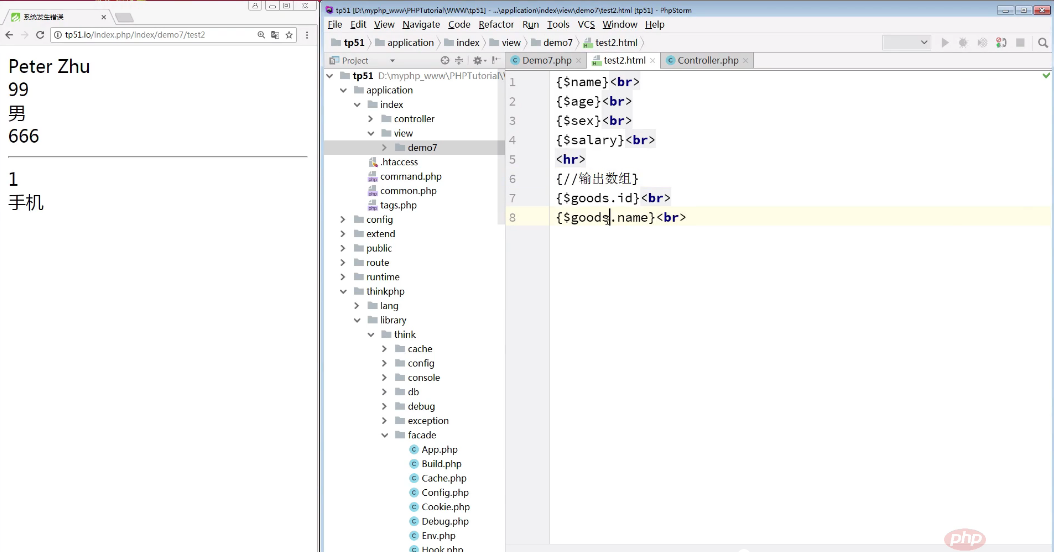 系统发生错误
tp51.io/index.php/index/demo7/test2
Peter Zhu
99
男
666
1
手机
tp51 [D:\myphp_www\PHPTutorial\WWW\tp51] - ...\application\index\view\demo7\test2.html [tp51] - PhpStorm
File Edit View Navigate Code Refactor Run Tools VCS Window Help
tp51 application index view demo7 test2.html
Project
Demo7.php test2.html Controller.php
tp51 D:\myphp_www\PHPTutorial\
application
index
controller
view
demo7
.htaccess
command.php
common.php
tags.php
config
extend
public
route
runtime
thinkphp
lang
library
think
cache
config
console
db
debug
exception
facade
App.php
Build.php
Cache.php
Config.php
Cookie.php
Debug.php
Env.php
Hook.php
1 {$name}<br>
2 {$age}<br>
3 {$sex}<br>
4 {$salary}<br>
5 <hr>
6 {//输出数组}
7 {$goods.id}<br>
8 {$goods.name}<br>
php